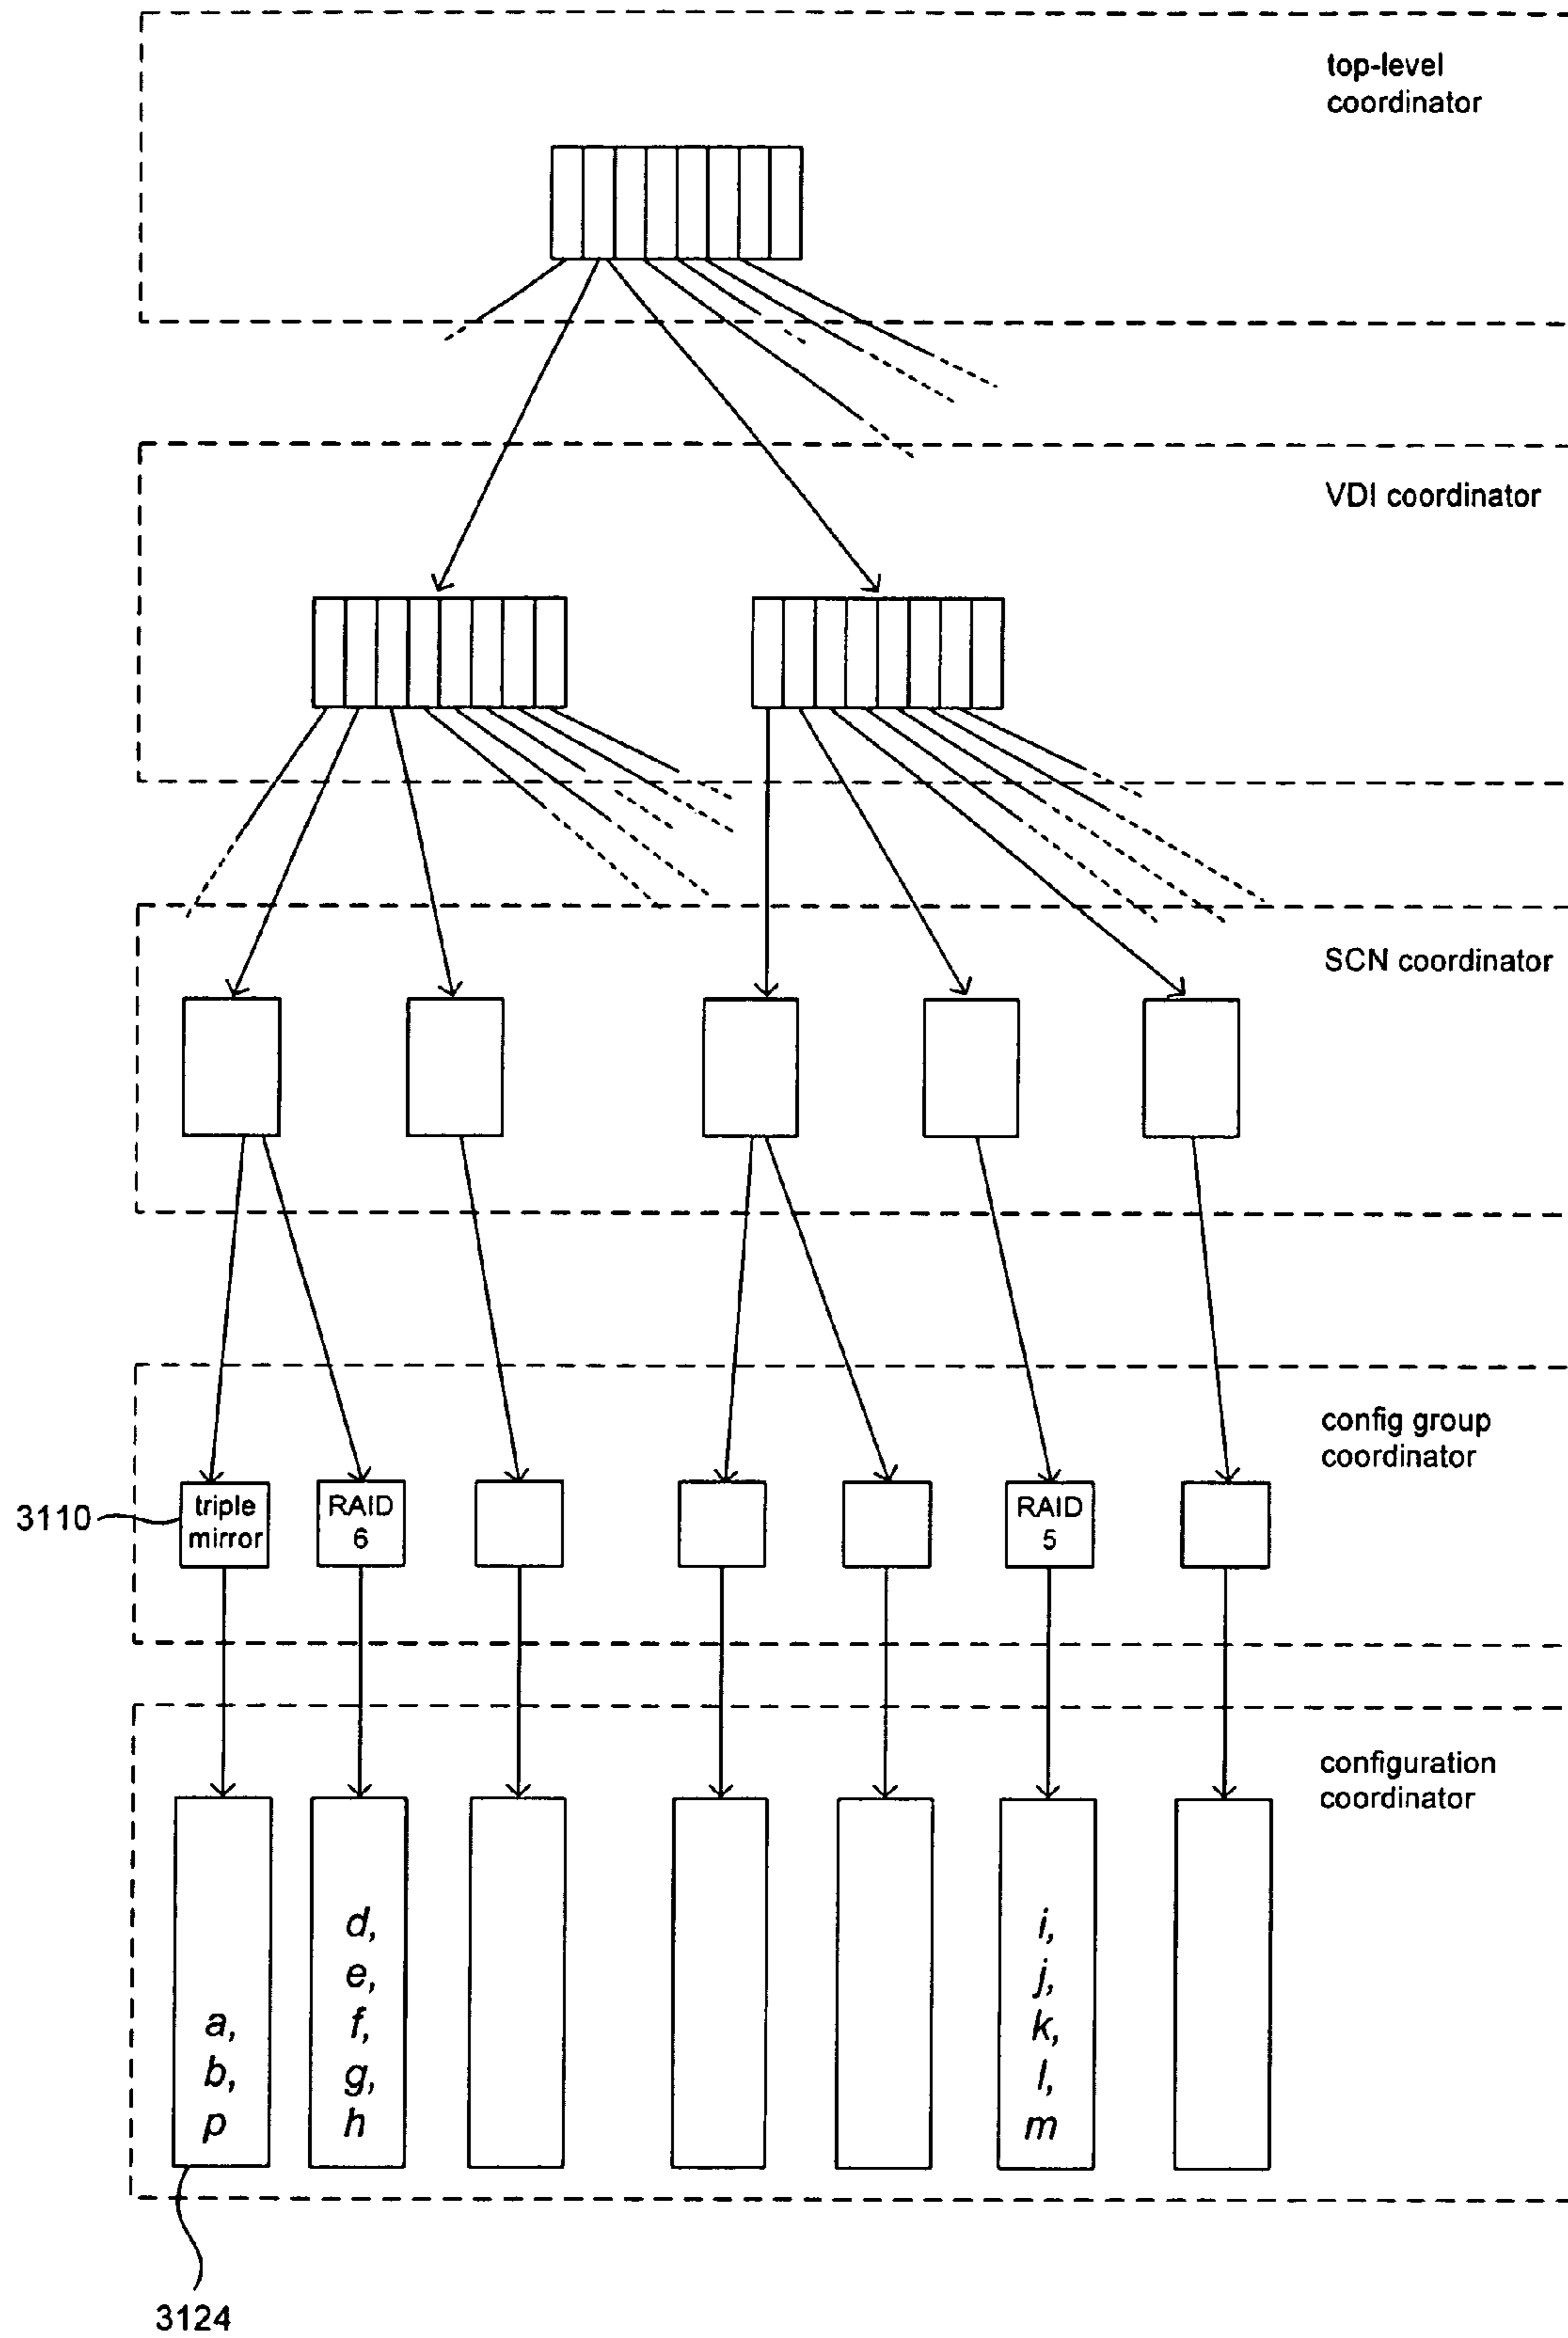 top-level
coordinator
VDI coordinator
SCN coordinator
config group
coordinator
3110
triple
mirror
RAID
6
RAID
5
configuration
coordinator
a,
b,
p
d,
e,
f,
g,
h
i,
j,
k,
l,
m
3124